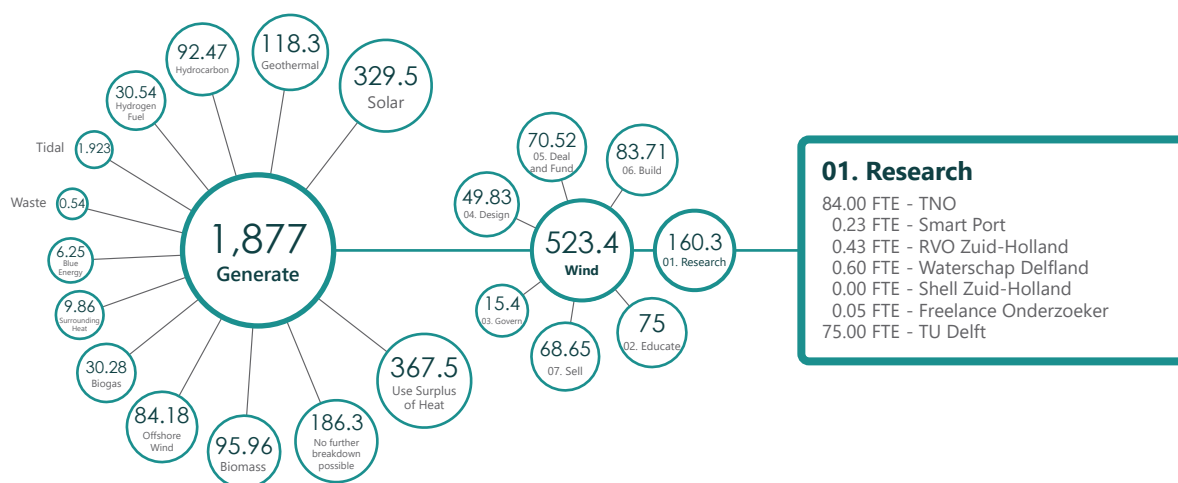 92.47
Hydrocarbon
118.3
Geothermal
329.5
Solar
30.54
Hydrogen
Fuel
Tidal
1.923
Waste
0.54
6.25
Blue
Energy
9.86
Surrounding
Heat
30.28
Biogas
84.18
Offshore
Wind
95.96
Biomass
186.3
No further
breakdown
possible
367.5
Use Surplus
of Heat
1,877
Generate
70.52
05. Deal
and Fund
83.71
06. Build
49.83
04. Design
523.4
Wind
160.3
01. Research
15.4
03. Govern
68.65
07. Sell
75
02. Educate
01. Research
84.00 FTE - TNO
0.23 FTE - Smart Port
0.43 FTE - RVO Zuid-Holland
0.60 FTE - Waterschap Delfland
0.00 FTE - Shell Zuid-Holland
0.05 FTE - Freelance Onderzoeker
75.00 FTE - TU Delft